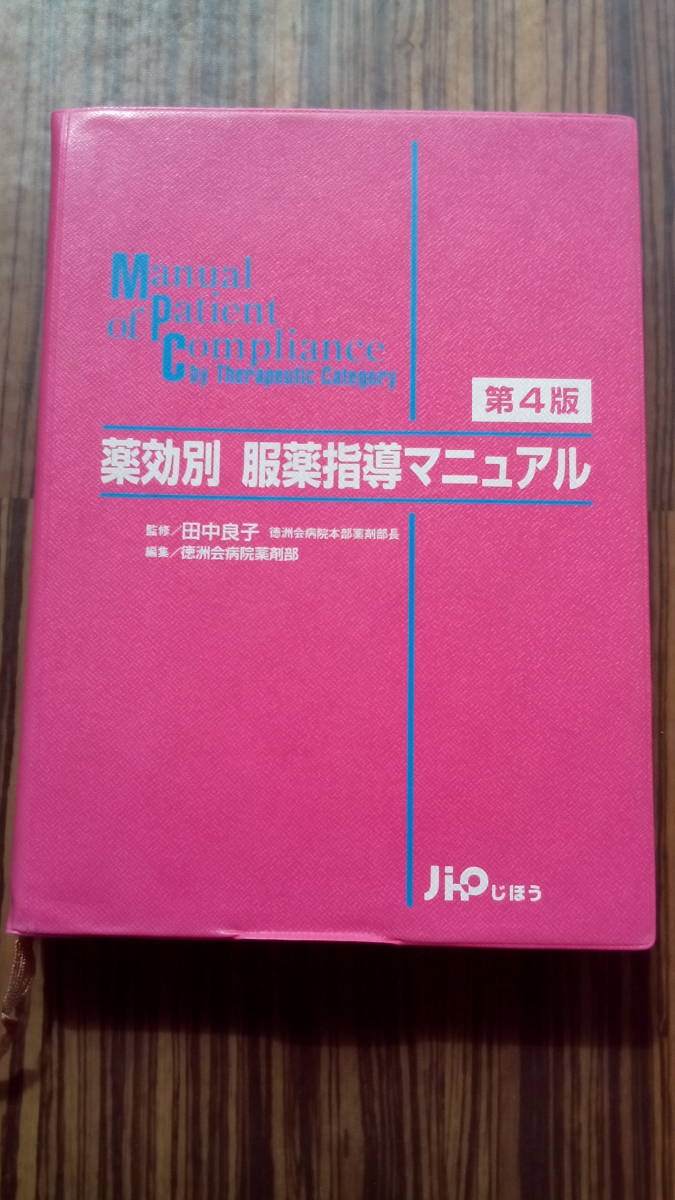 Manual
of Patient
Compliance
by Therapeutic Category
第4版
薬効別 服薬指導マニュアル
監修／田中良子 徳洲会病院本部薬剤部長
編集／徳洲会病院薬剤部
Jiho じほう